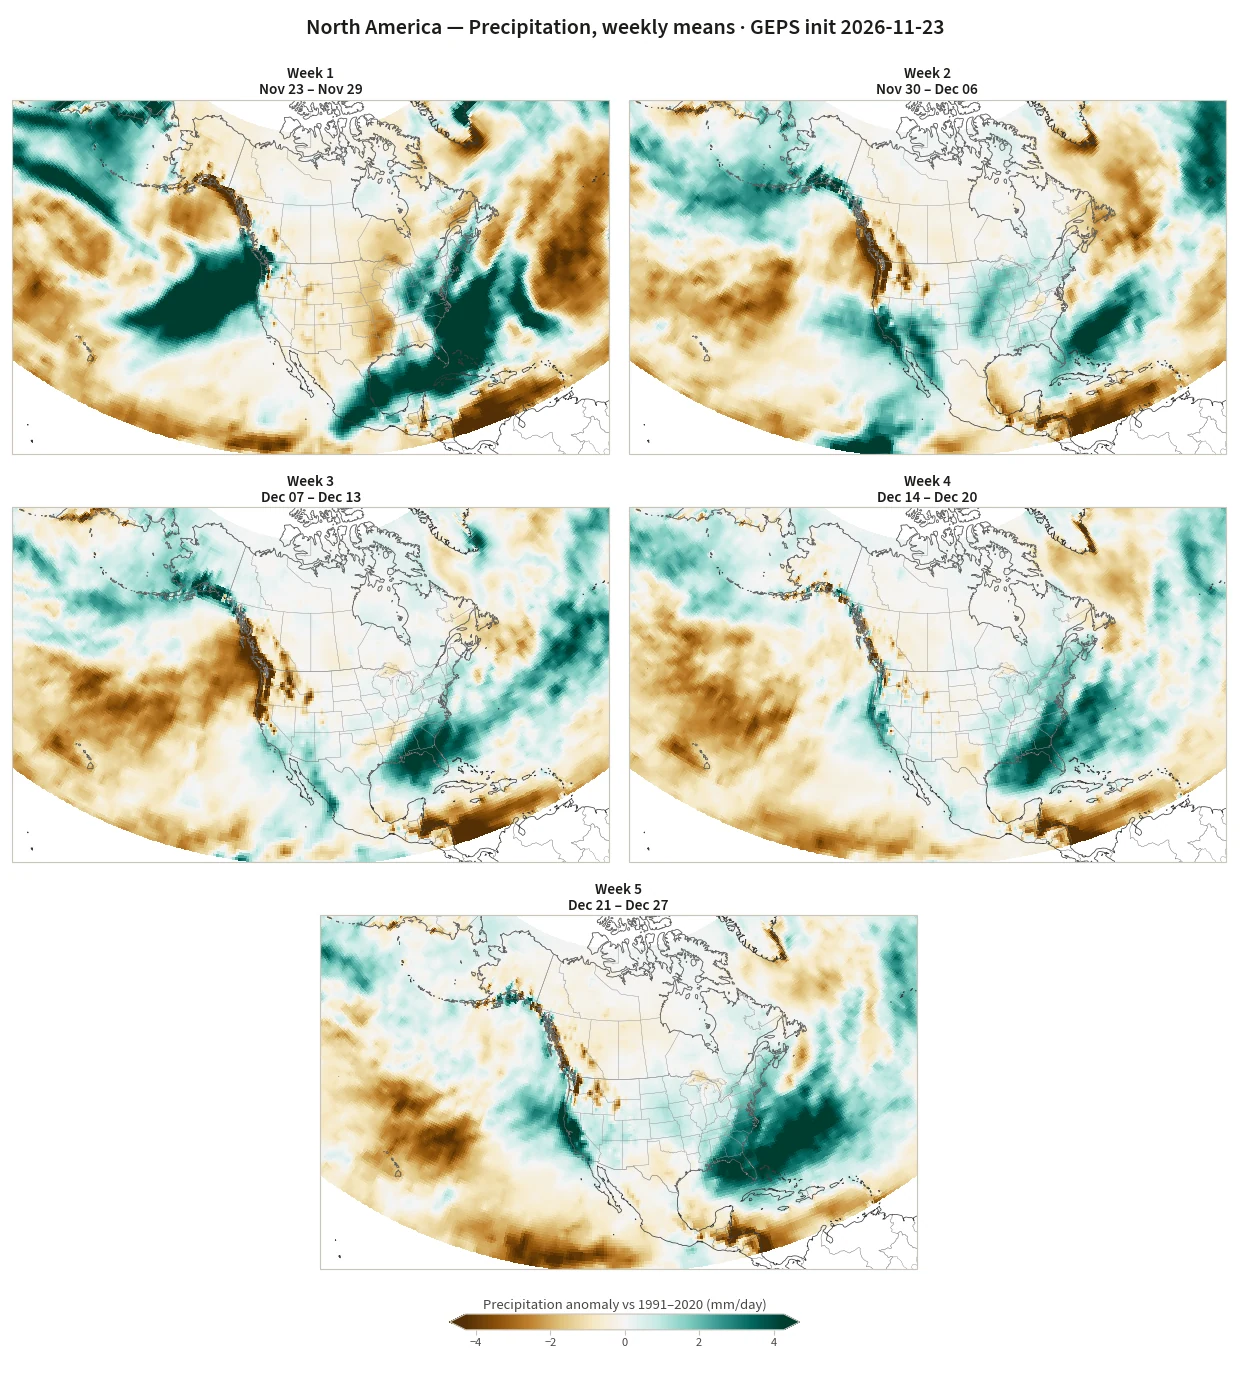 North America — Precipitation, weekly means · GEPS init 2026-11-23
Week 1
Nov 23 – Nov 29
Week 2
Nov 30 – Dec 06
Week 3
Dec 07 – Dec 13
Week 4
Dec 14 – Dec 20
Week 5
Dec 21 – Dec 27
Precipitation anomaly vs 1991–2020 (mm/day)
−4 −2 0 2 4